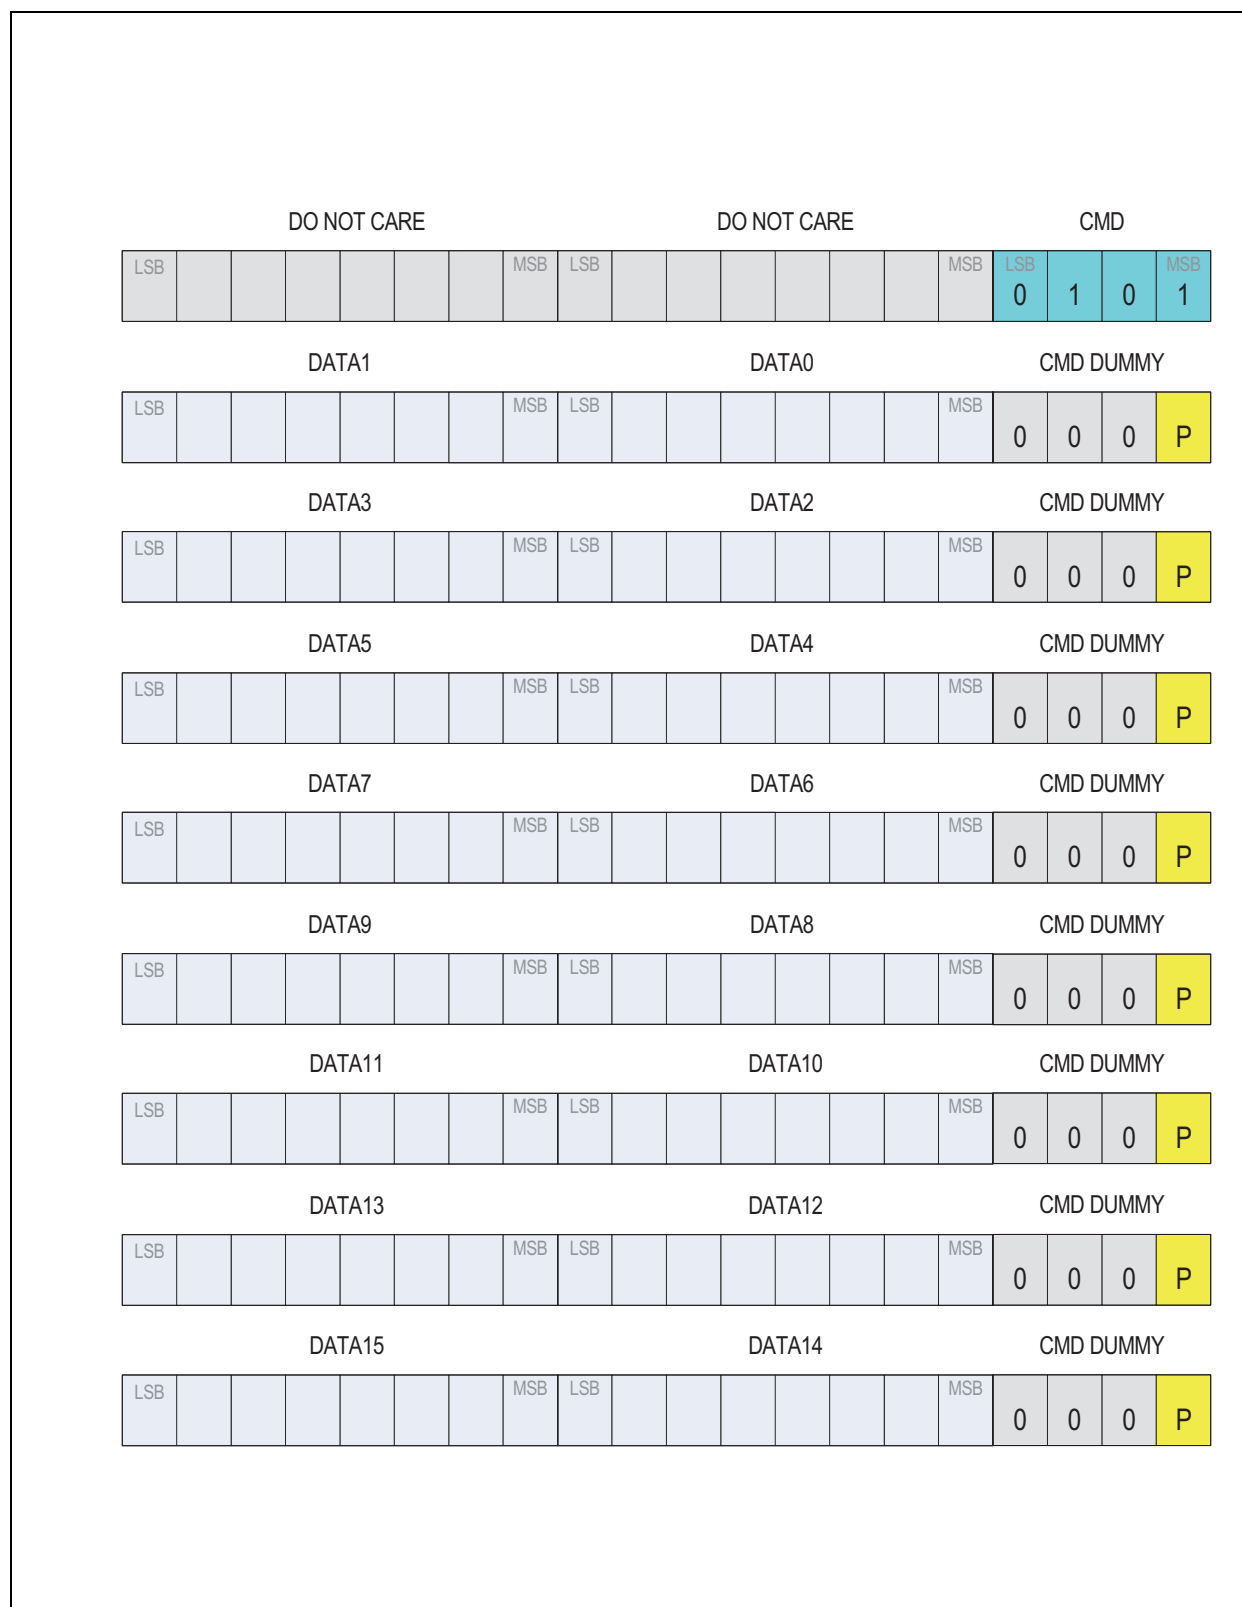 DO NOT CARE DO NOT CARE CMD
LSB MSB LSB MSB LSB MSB
0 1 0 1
DATA1 DATA0 CMD DUMMY
LSB MSB LSB MSB
0 0 0 P
DATA3 DATA2 CMD DUMMY
LSB MSB LSB MSB
0 0 0 P
DATA5 DATA4 CMD DUMMY
LSB MSB LSB MSB
0 0 0 P
DATA7 DATA6 CMD DUMMY
LSB MSB LSB MSB
0 0 0 P
DATA9 DATA8 CMD DUMMY
LSB MSB LSB MSB
0 0 0 P
DATA11 DATA10 CMD DUMMY
LSB MSB LSB MSB
0 0 0 P
DATA13 DATA12 CMD DUMMY
LSB MSB LSB MSB
0 0 0 P
DATA15 DATA14 CMD DUMMY
LSB MSB LSB MSB
0 0 0 P